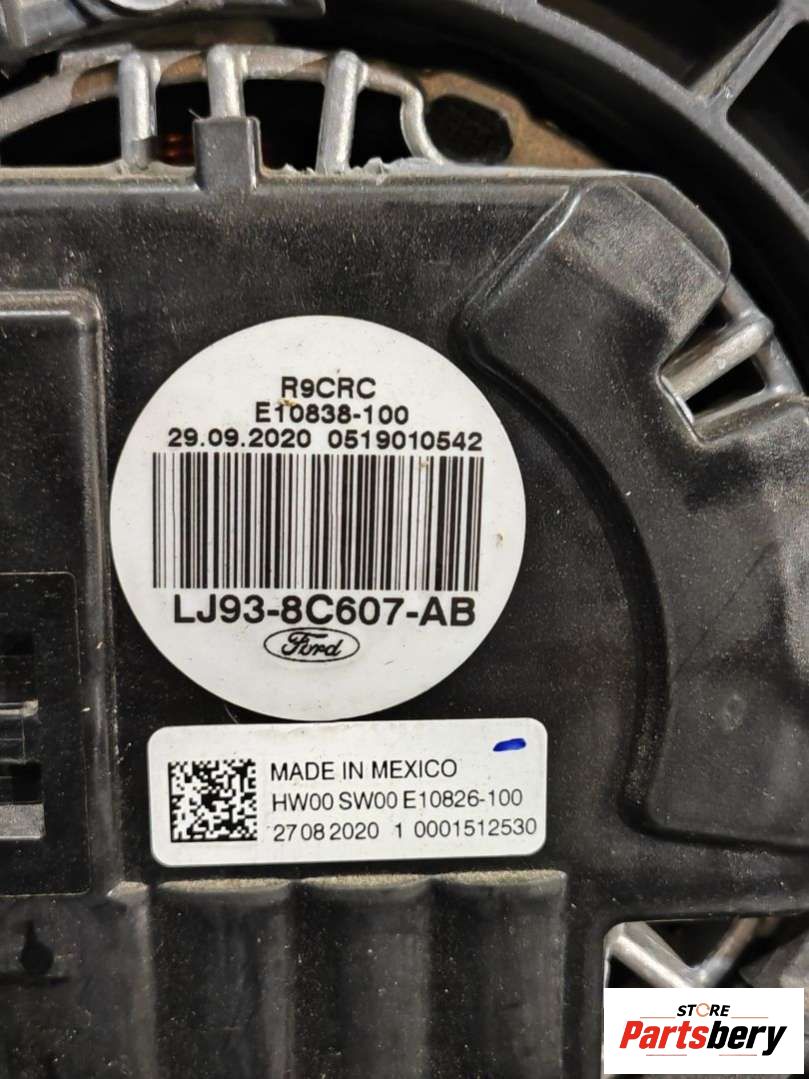 R9CRC
E10838-100
29.09.2020 0519010542
LJ93-8C607-AB
Ford
MADE IN MEXICO
HW00 SW00 E10826-100
27 08 2020 1 0001512530
STORE
Partsbery